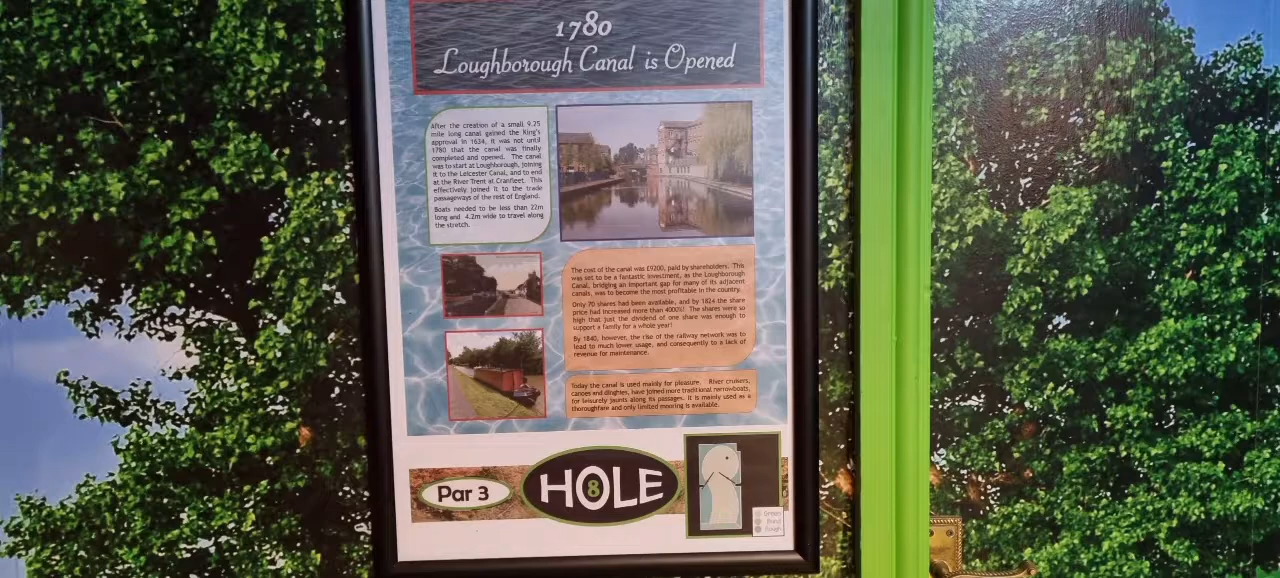 1780
Loughborough Canal is Opened
After the creation of a small 9.25
mile long canal gained the King's
approval in 1634, it was not until
1780 that the canal was finally
completed and opened. The canal
was to start at Loughborough, joining
it to the Leicester Canal, and to end
at the River Trent at Cranfleet. This
effectively joined it to the trade
passageways of the rest of England.
Boats needed to be less than 22m
long and 4.2m wide to travel along
the stretch.
The cost of the canal was £9200, paid by shareholders. This
was set to be a fantastic investment, as the Loughborough
Canal, bridging an important gap for many of its adjacent
canals, was to become the most profitable in the country.
Only 70 shares had been available, and by 1824 the share
price had increased more than 4000%! The shares were so
high that just the dividend of one share was enough to
support a family for a whole year!
By 1840, however, the rise of the railway network was to
lead to much lower usage, and consequently to a lack of
revenue for maintenance.
Today the canal is used mainly for pleasure. River cruisers,
canoes and dinghies, have joined more traditional narrowboats,
for leisurely jaunts along its passages. It is mainly used as a
thoroughfare and only limited mooring is available.
Par 3
HOLE
8
Green
Bund
Rough